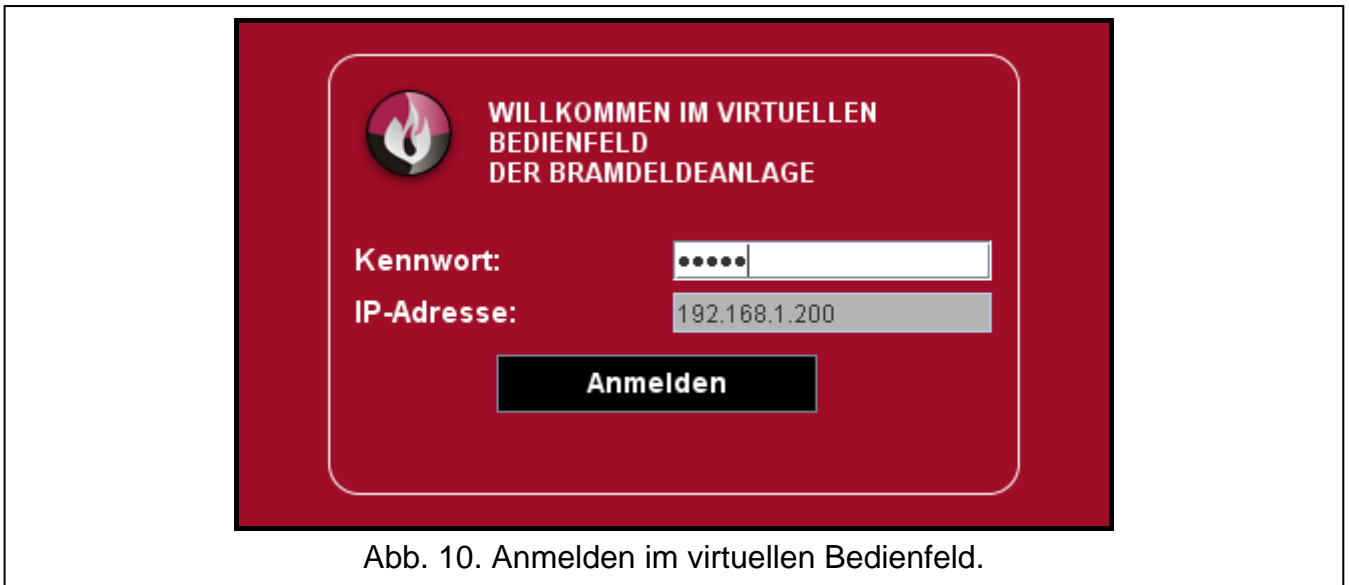 WILLKOMMEN IM VIRTUELLEN
BEDIENFELD
DER BRAMDELDEANLAGE
Kennwort: •••••
IP-Adresse: 192.168.1.200
Anmelden
Abb. 10. Anmelden im virtuellen Bedienfeld.